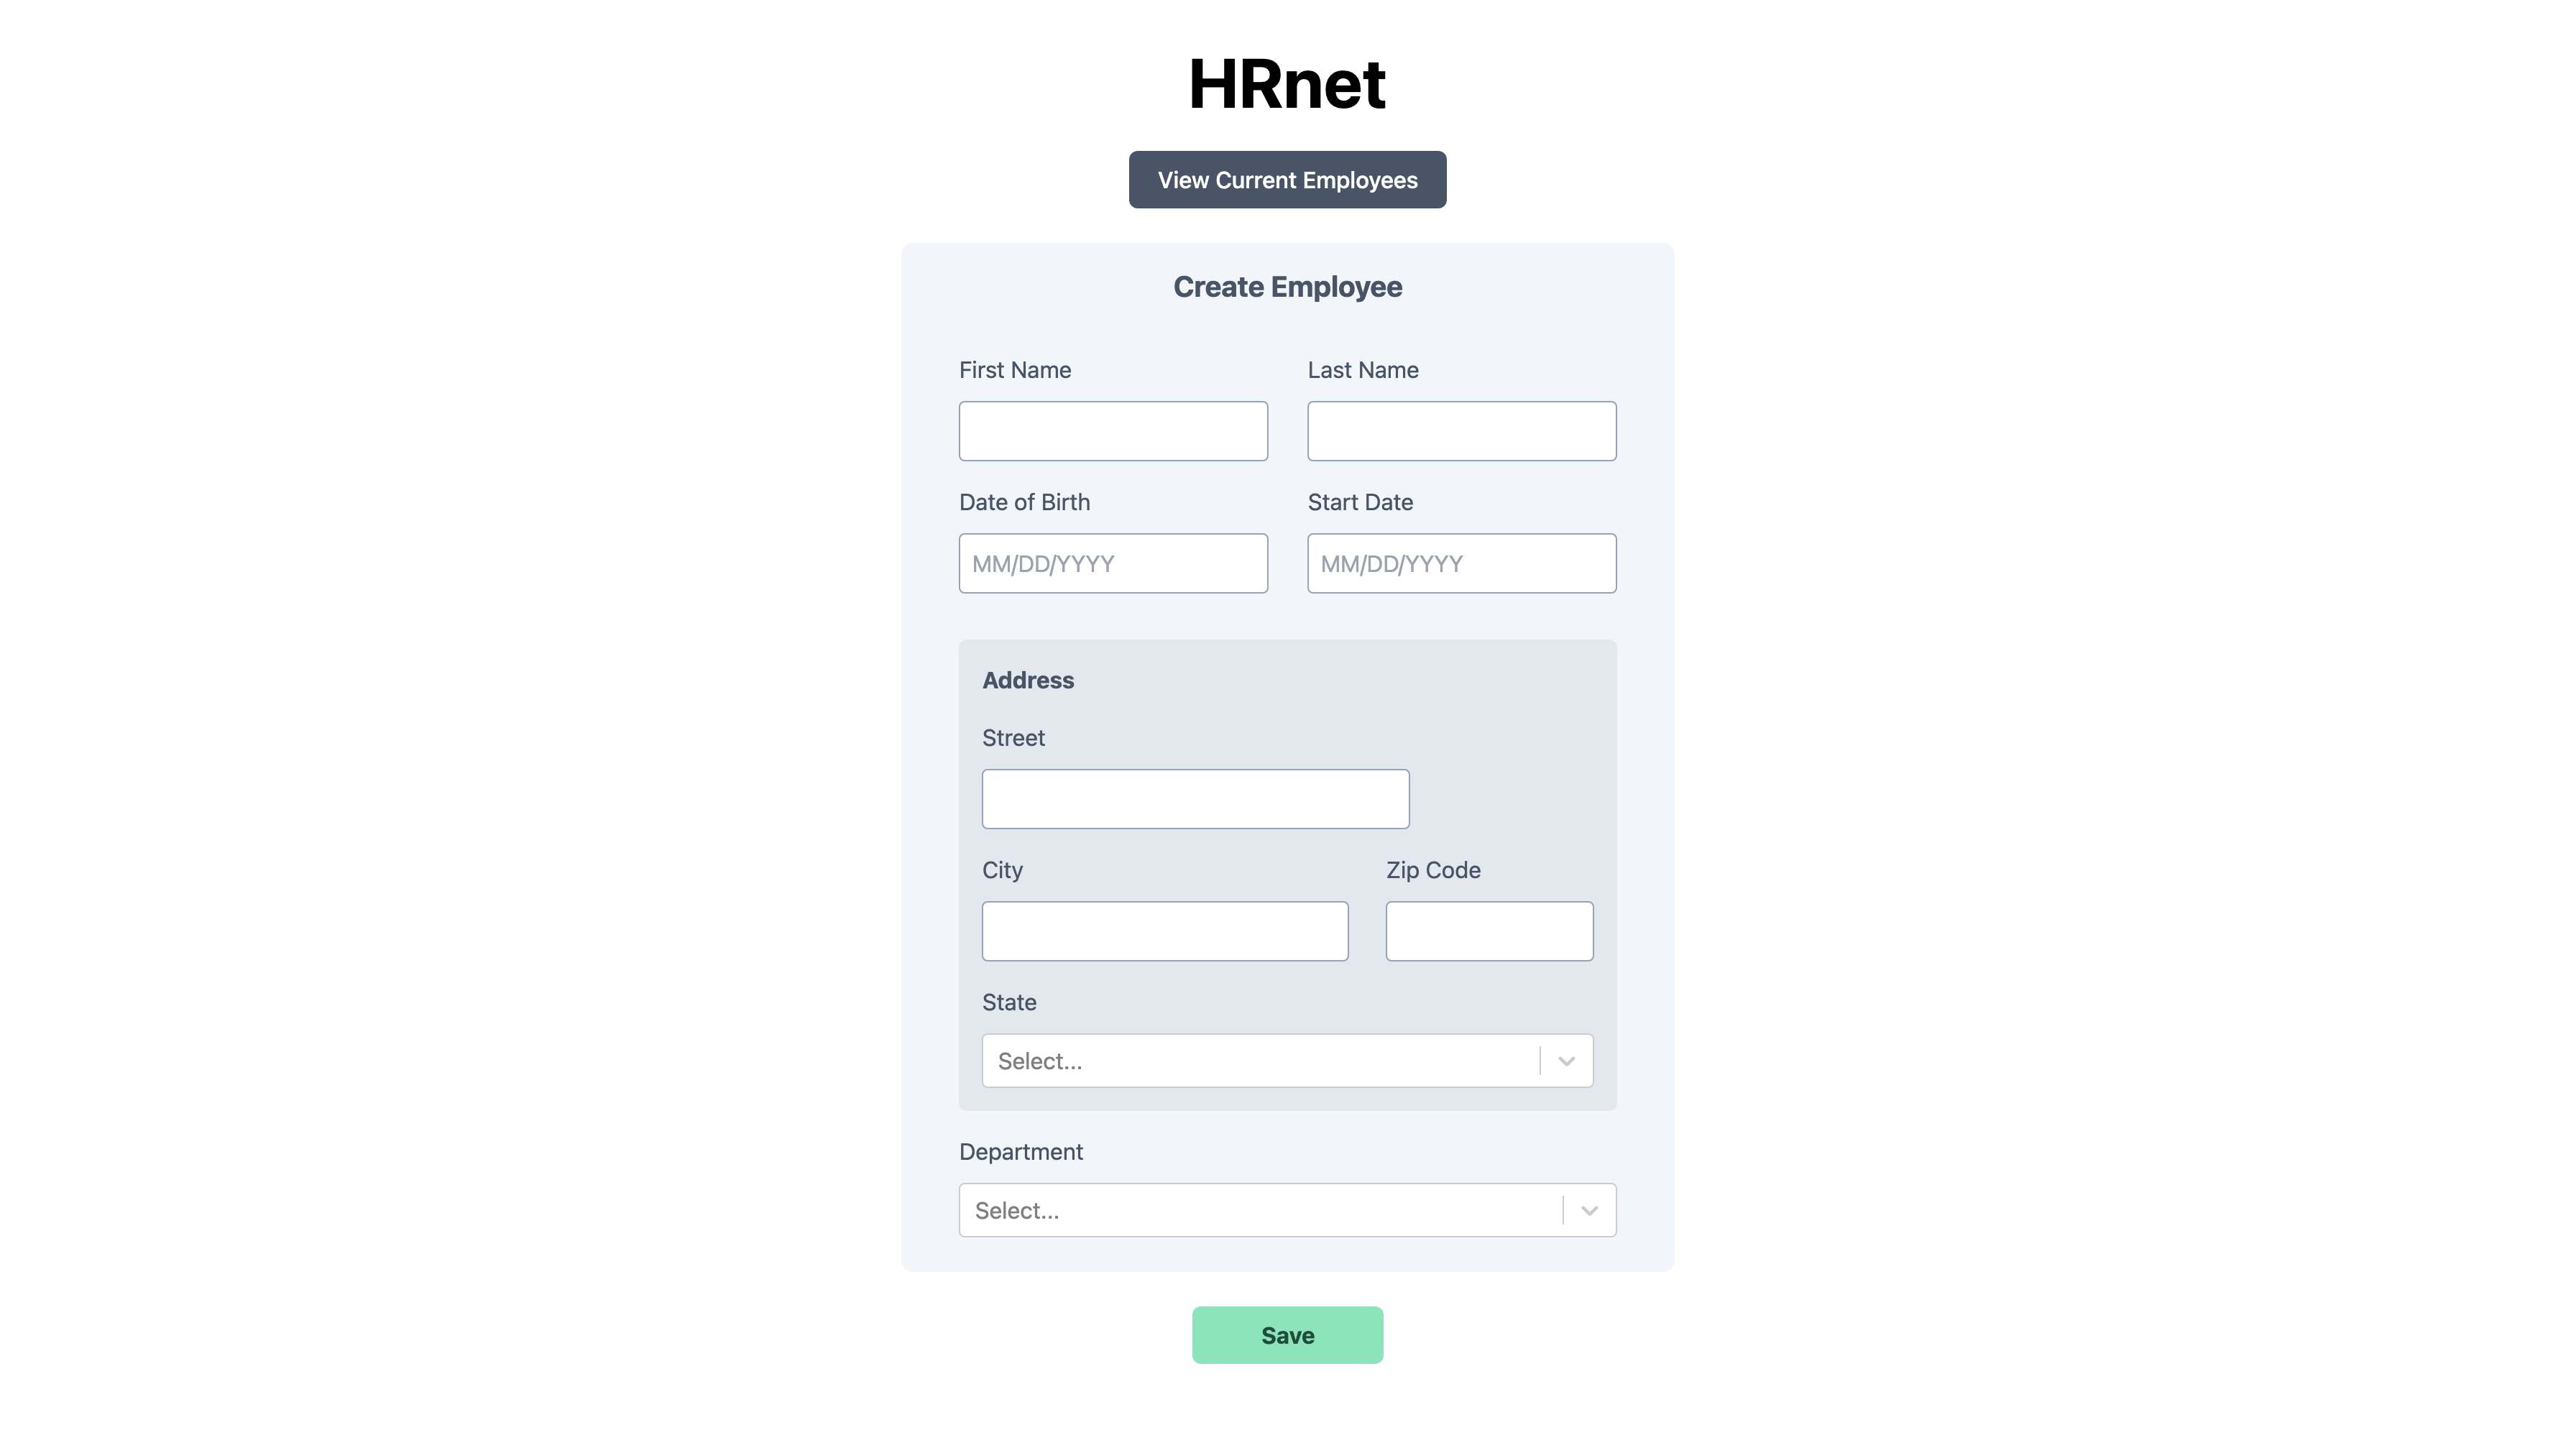 HRnet
View Current Employees
Create Employee
First Name Last Name
Date of Birth Start Date
MM/DD/YYYY MM/DD/YYYY
Address
Street
City Zip Code
State
Select...
Department
Select...
Save